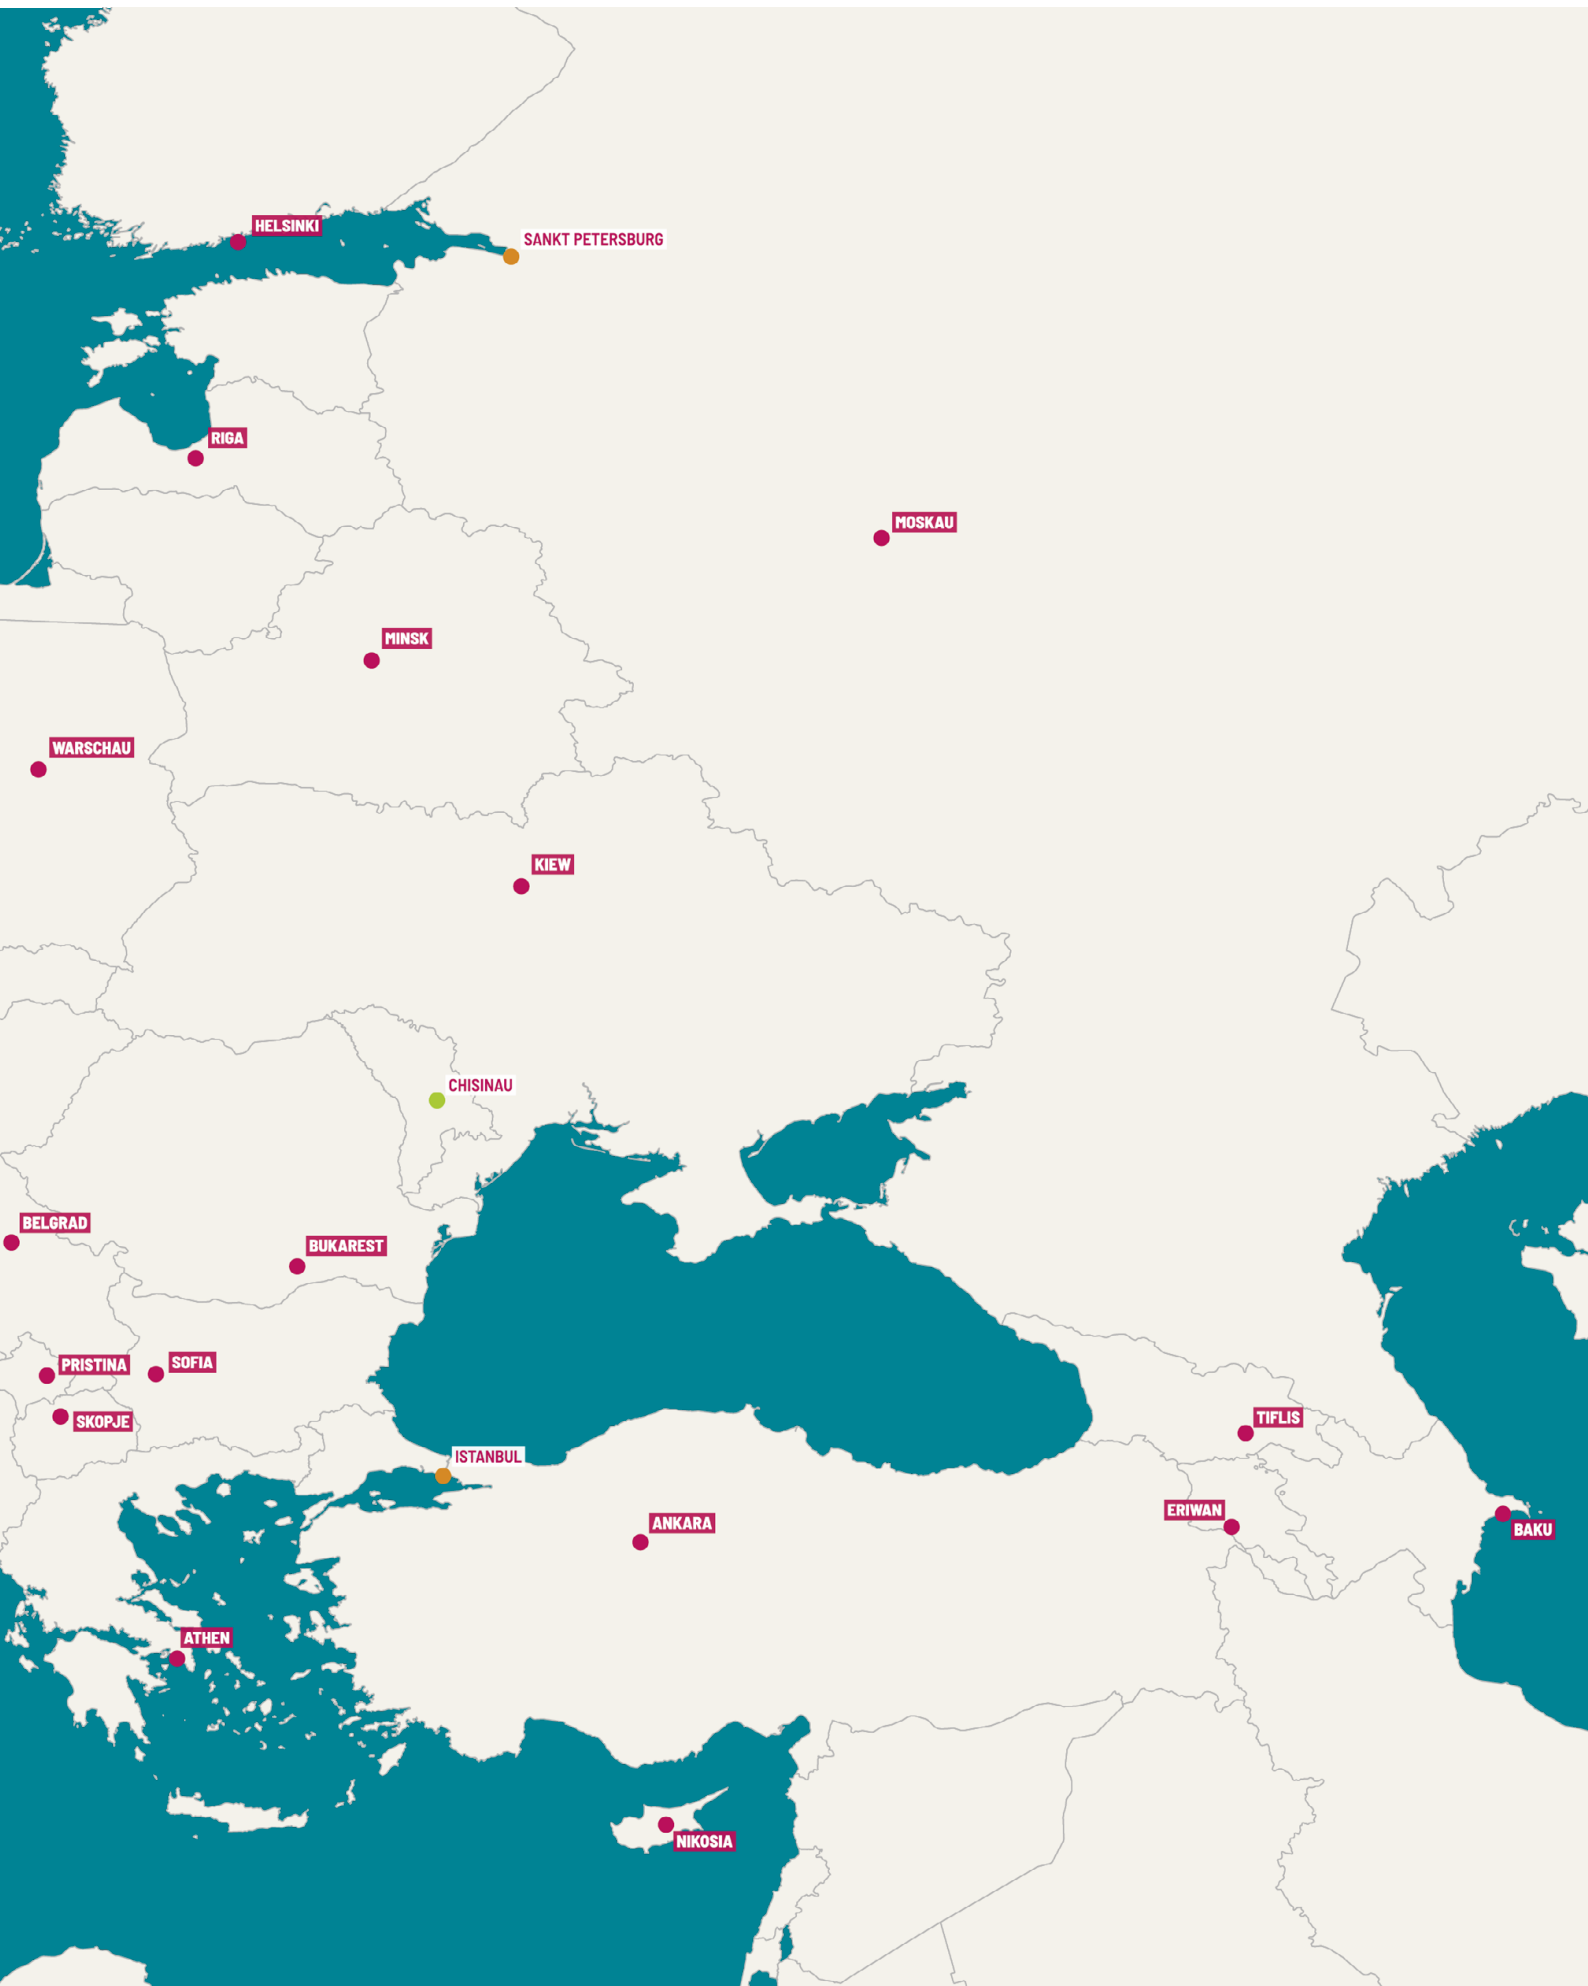 HELSINKI
SANKT PETERSBURG
RIGA
MOSKAU
MINSK
WARSCHAU
KIEW
CHISINAU
BELGRAD
BUKAREST
PRISTINA
SOFIA
SKOPJE
TIFLIS
ISTANBUL
ERIWAN
ANKARA
BAKU
ATHEN
NIKOSIA